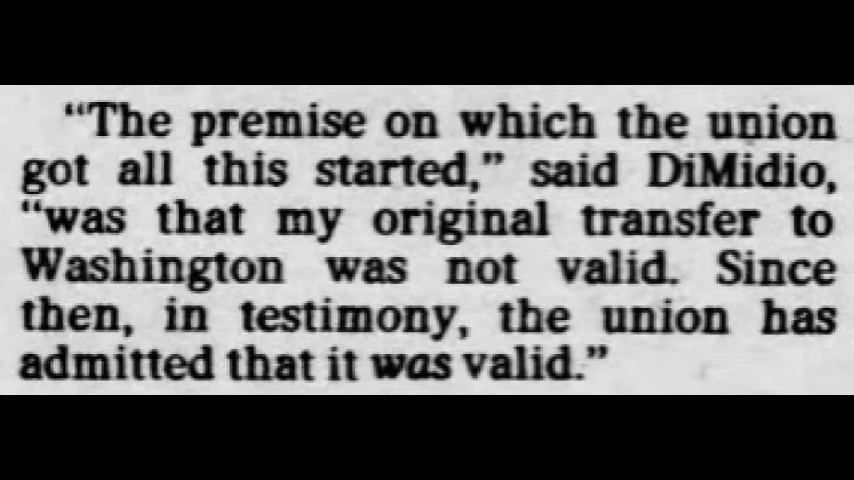 “The premise on which the union
got all this started,” said DiMidio,
“was that my original transfer to
Washington was not valid. Since
then, in testimony, the union has
admitted that it was valid.”